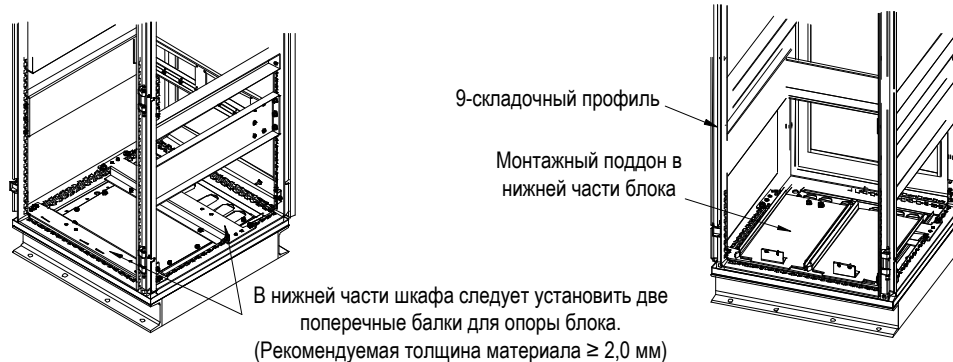 9-складочный профиль
Монтажный поддон в
нижней части блока
В нижней части шкафа следует установить две
поперечные балки для опоры блока.
(Рекомендуемая толщина материала ≥ 2,0 мм)